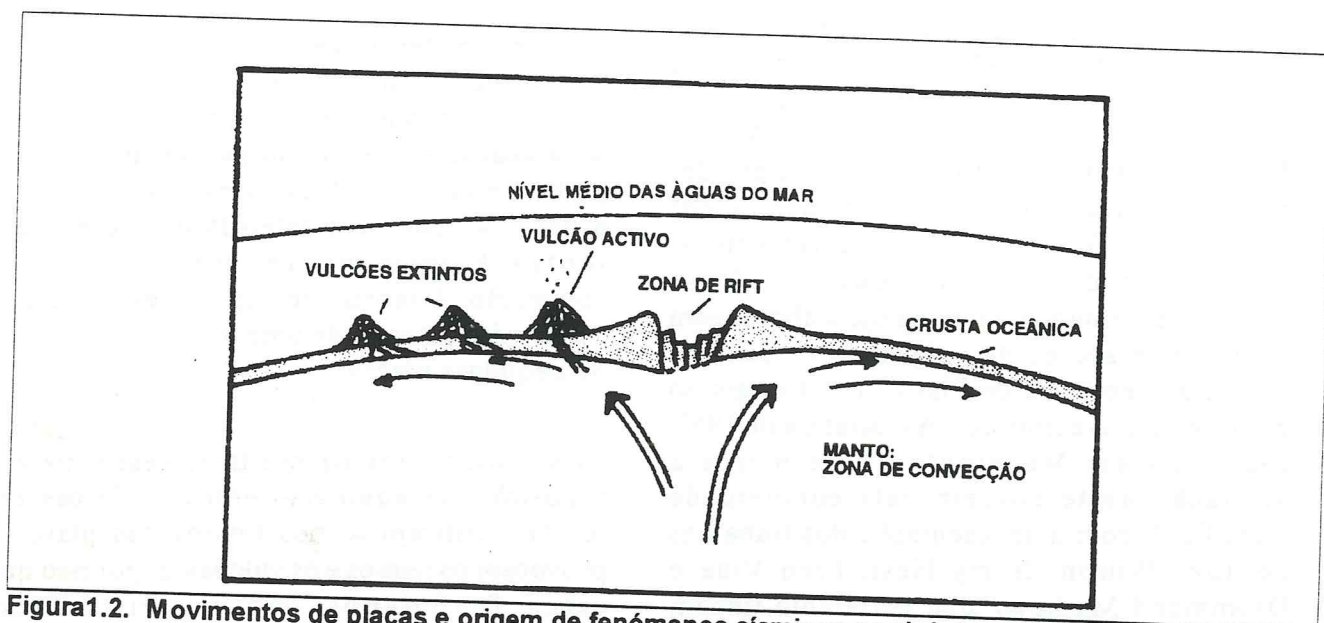 NÍVEL MÉDIO DAS ÀGUAS DO MAR
VULCÃO ACTIVO
VULCÕES EXTINTOS
ZONA DE RIFT
CRUSTA OCEÂNICA
MANTO:
ZONA DE CONVECÇÃO
Figura1.2. Movimentos de placas e origem de fenómenos